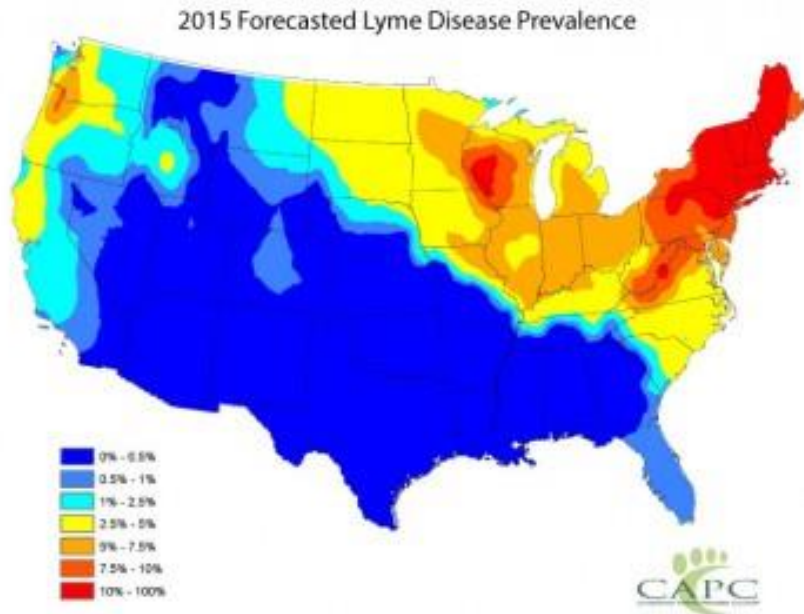 2015 Forecasted Lyme Disease Prevalence
0% - 0.5%
0.5% - 1%
1% - 2.5%
2.5% - 5%
5% - 7.5%
7.5% - 10%
10% - 100%
CAPC